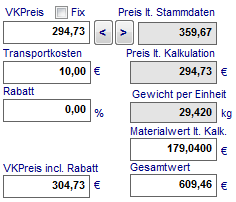 VKPreis Fix Preis lt. Stammdaten
294,73 < > 359,67
Transportkosten Preis lt. Kalkulation
10,00 € 294,73 €
Rabatt Gewicht per Einheit
0,00 % 29,420 kg
Materialwert lt. Kalk.
179,0400 €
VKPreis incl. Rabatt Gesamtwert
304,73 € 609,46 €